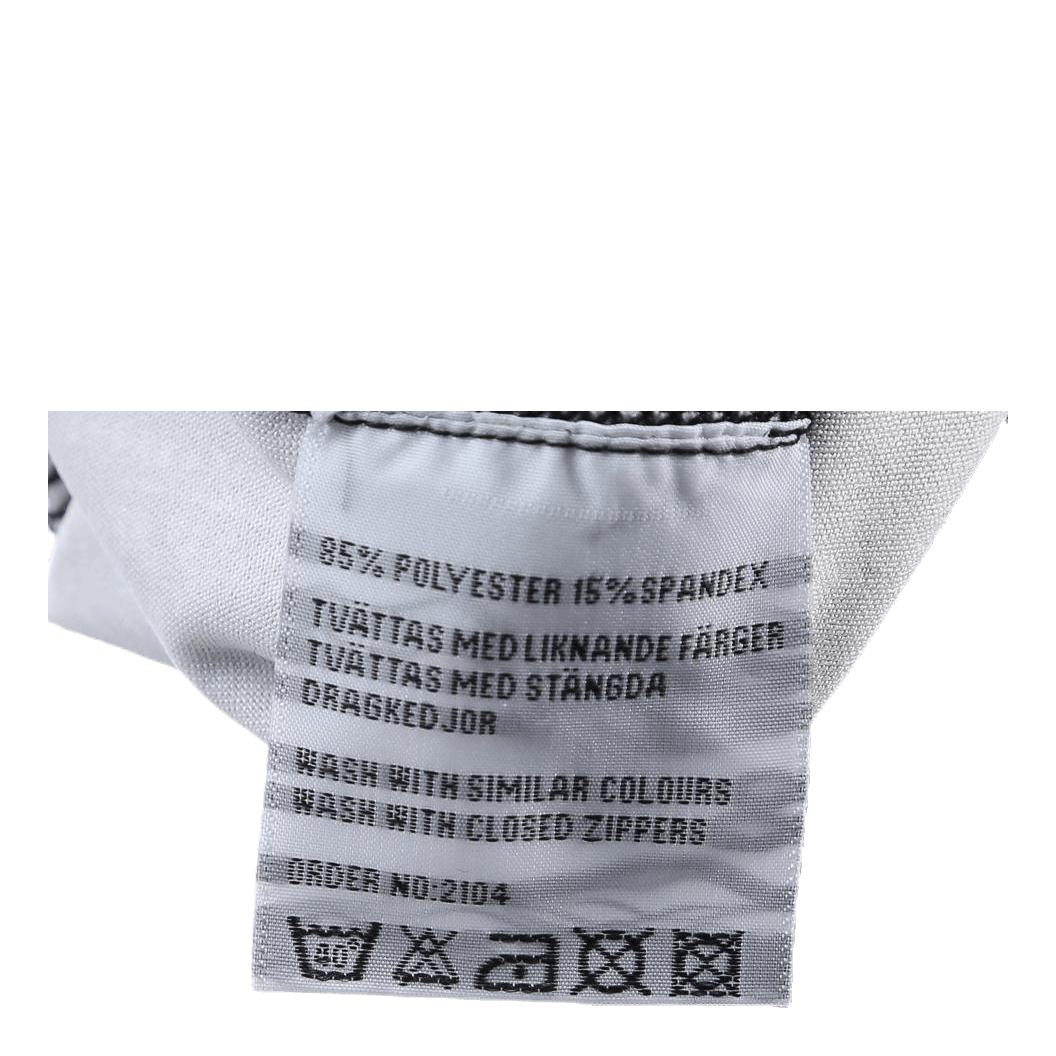 85% POLYESTER 15% SPANDEX
TVÄTTAS MED LIKNANDE FÄRGER
TVÄTTAS MED STÄNGDA
DRAGKEDJOR
WASH WITH SIMILAR COLOURS
WASH WITH CLOSED ZIPPERS
ORDER NO:2104